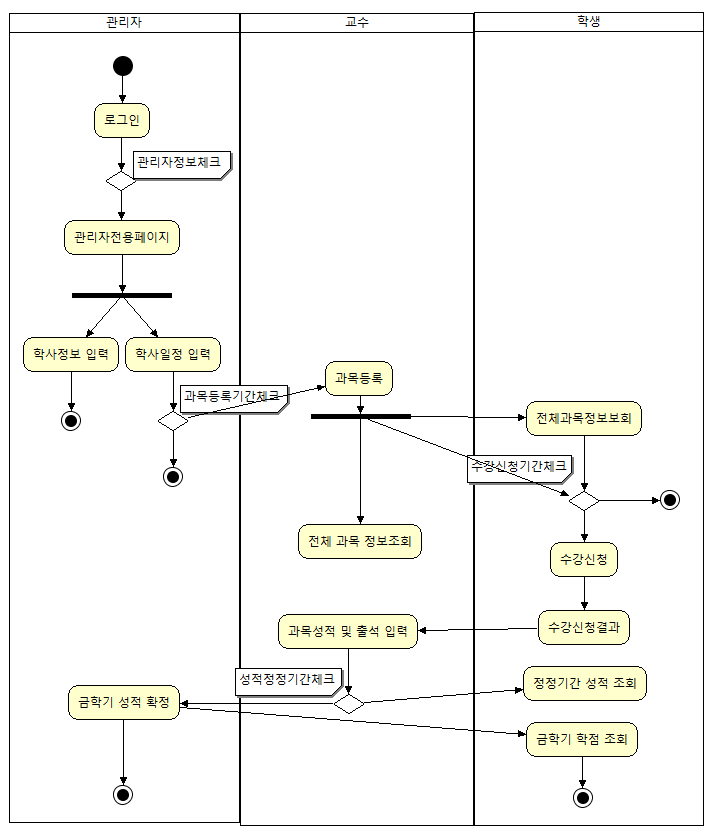 관리자
교수
학생
로그인
관리자정보체크
관리자전용페이지
학사정보 입력
학사일정 입력
과목등록기간체크
과목등록
전체과목정보보회
수강신청기간체크
전체 과목 정보조회
수강신청
수강신청결과
과목성적 및 출석 입력
성적정정기간체크
정정기간 성적 조회
금학기 성적 확정
금학기 학점 조회